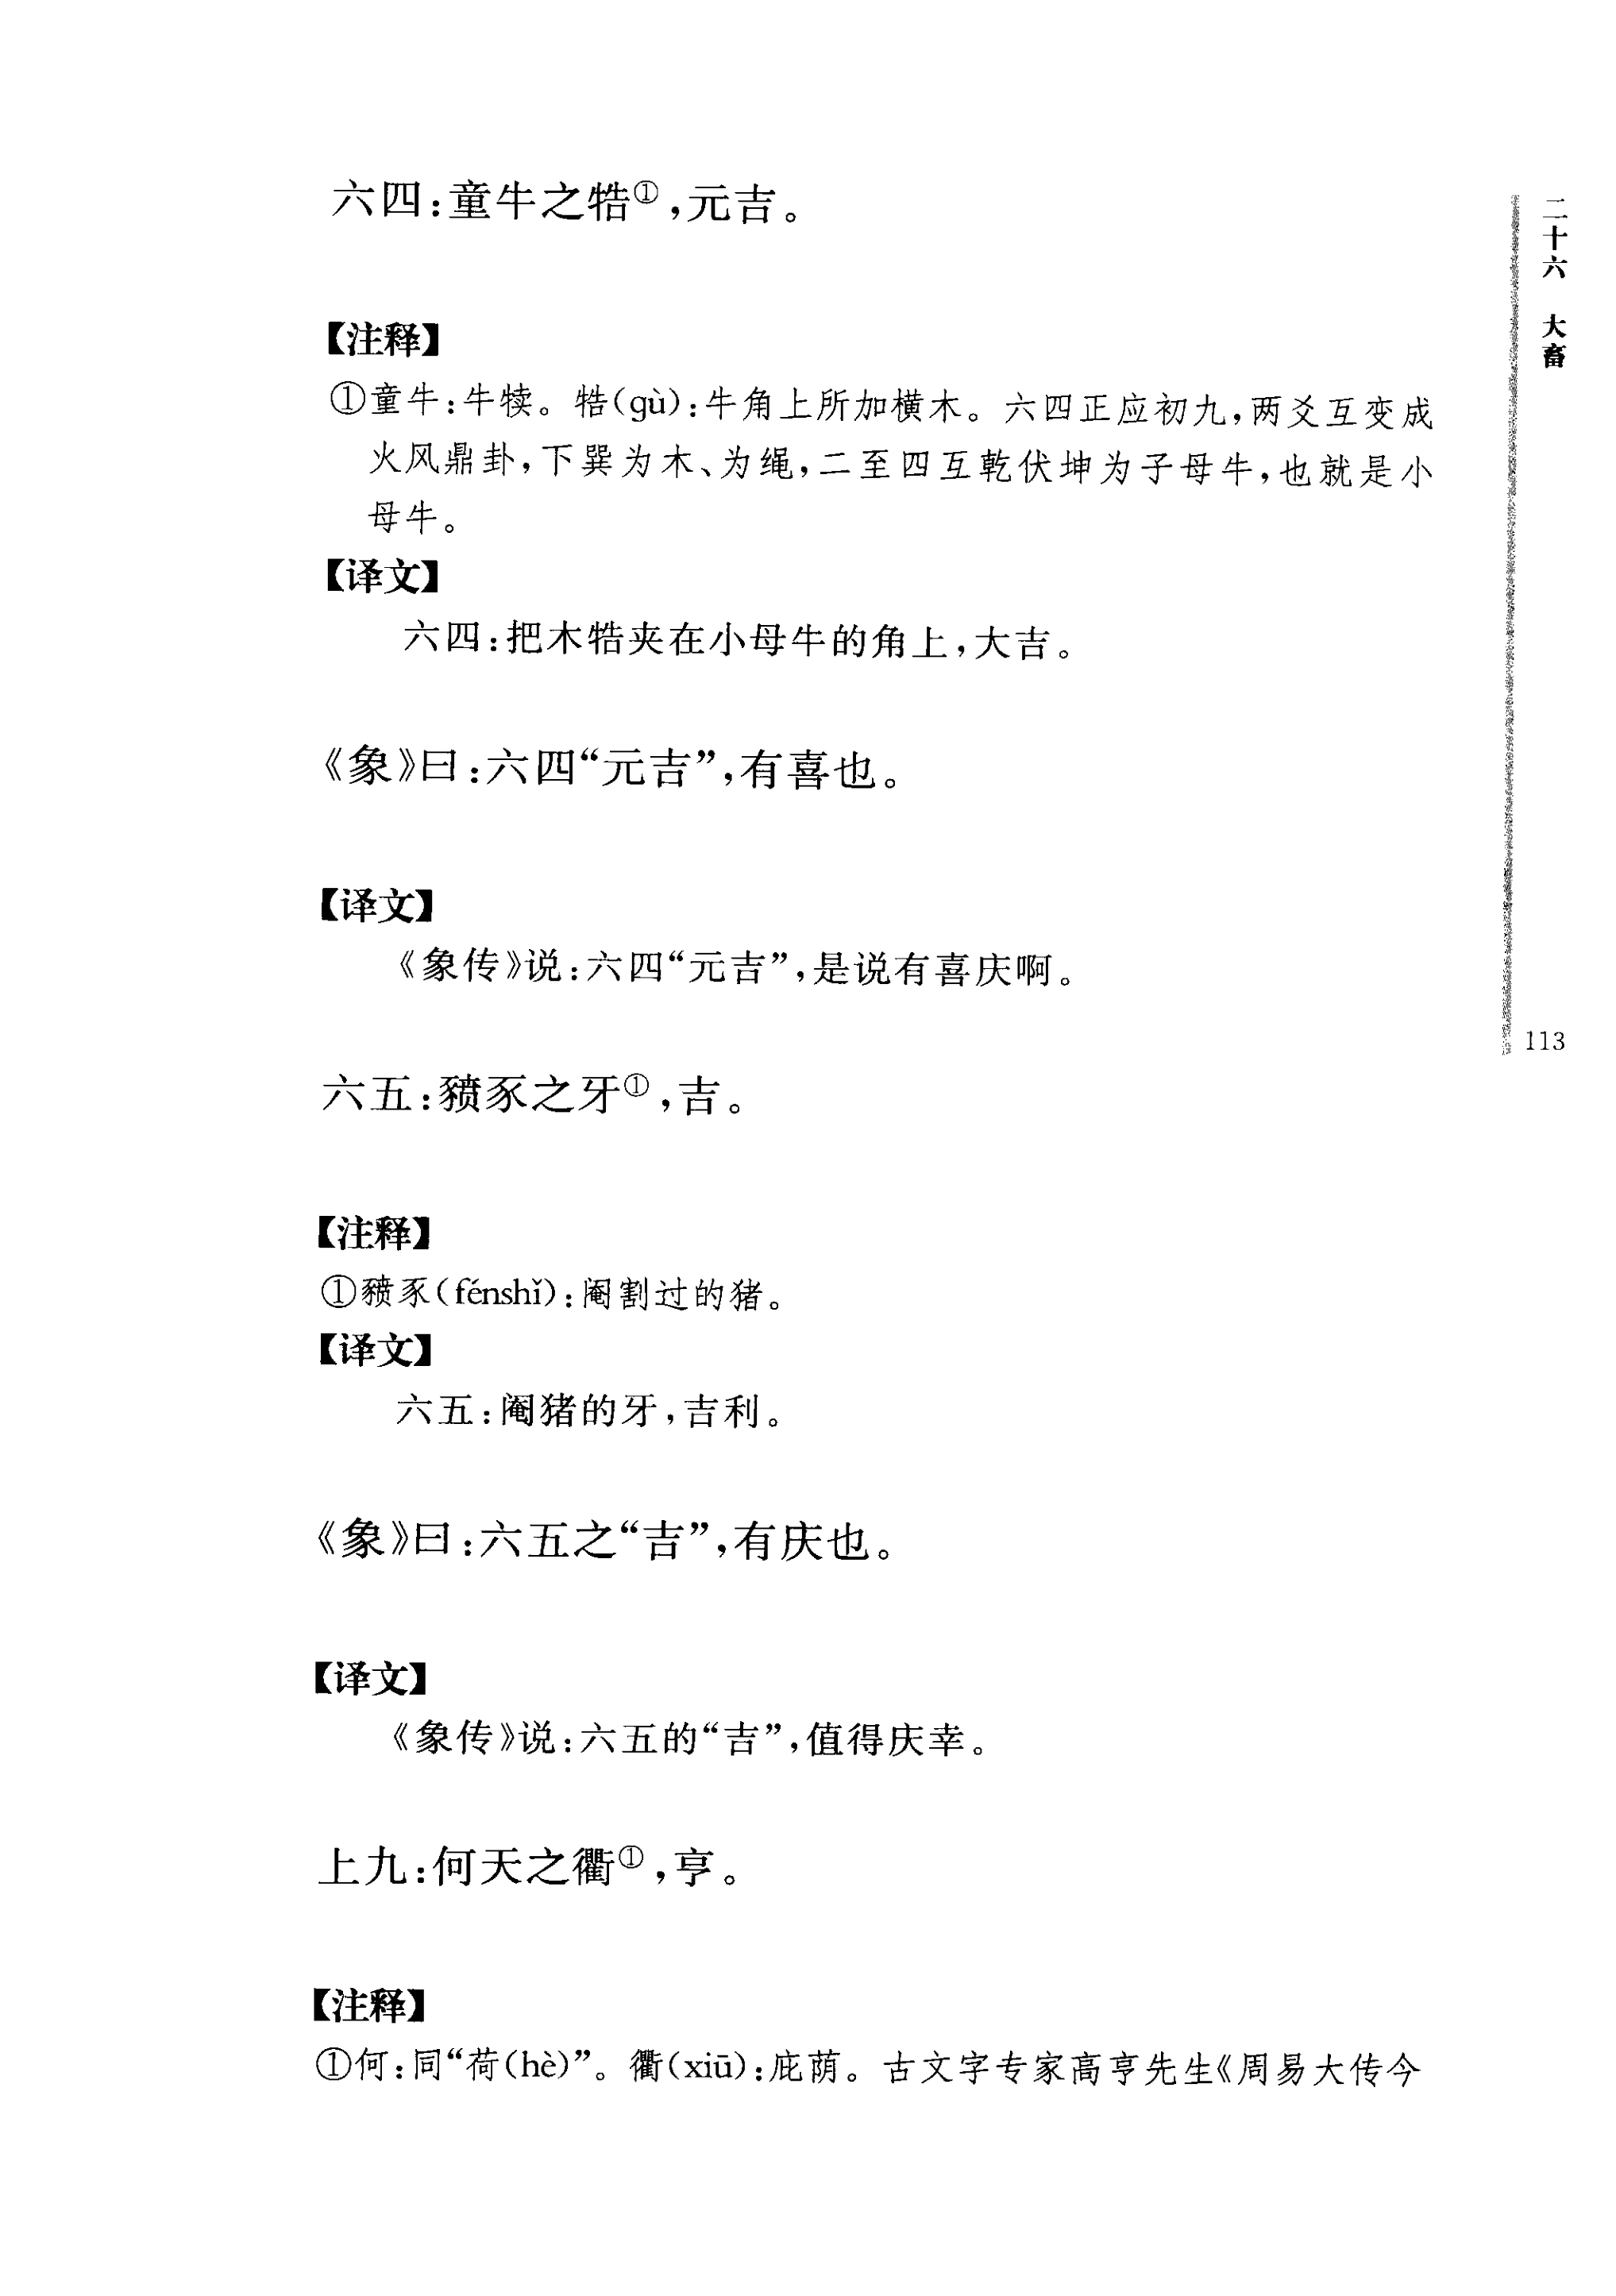 六四：童牛之牿①，元吉。
【注释】
①童牛：牛犊。牿(gù)：牛角上所加横木。六四正应初九，两爻互变成
火风鼎卦，下巽为木、为绳，二至四互乾伏坤为子母牛，也就是小
母牛。
【译文】
六四：把木牿夹在小母牛的角上，大吉。
《象》曰：六四“元吉”，有喜也。
【译文】
《象传》说：六四“元吉”，是说有喜庆啊。
六五：豮豕之牙①，吉。
【注释】
①豮豕(fénshǐ)：阉割过的猪。
【译文】
六五：阉猪的牙，吉利。
《象》曰：六五之“吉”，有庆也。
【译文】
《象传》说：六五的“吉”，值得庆幸。
上九：何天之衢①，亨。
【注释】
①何：同“荷(hè)”。衢(xiū)：庇荫。古文字专家高亨先生《周易大传今
二十六 大畜
113